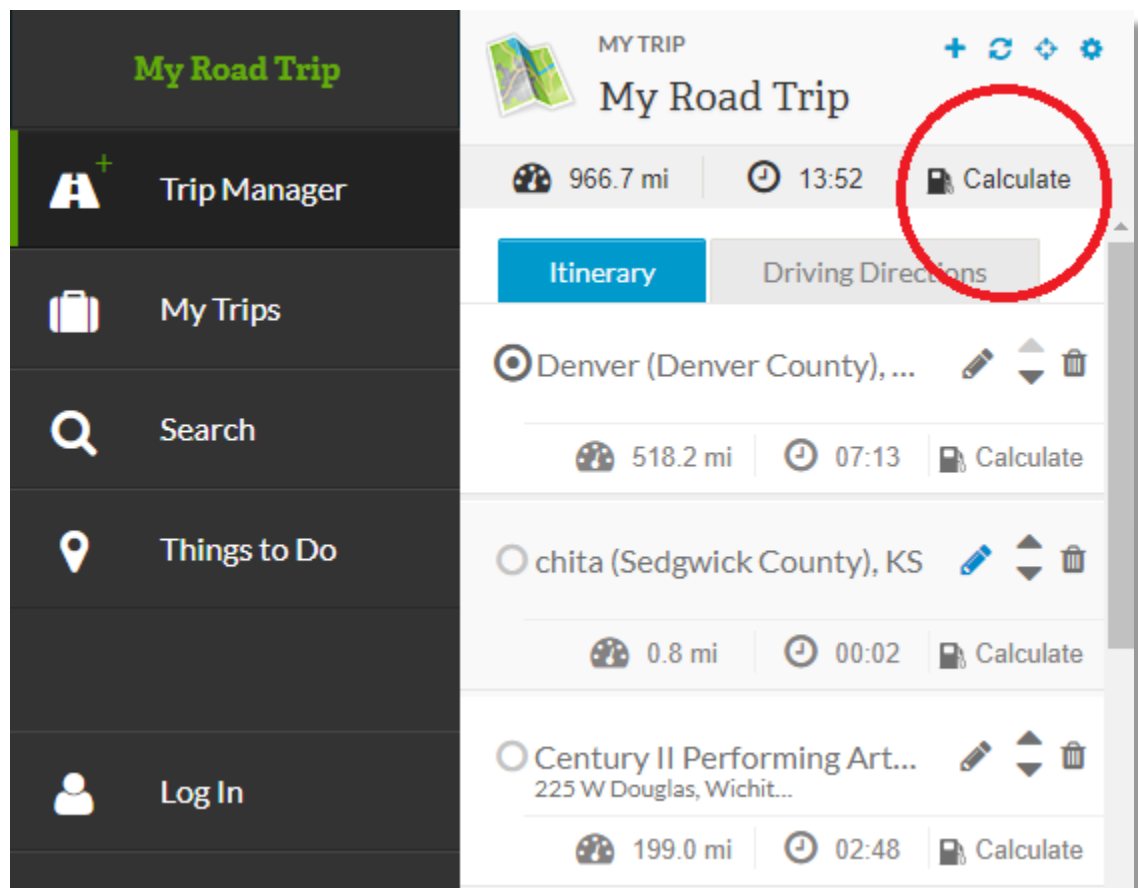 My Road Trip
Trip Manager
My Trips
Search
Things to Do
Log In
MY TRIP
My Road Trip
966.7 mi 13:52 Calculate
Itinerary Driving Directions
Denver (Denver County), ...
518.2 mi 07:13 Calculate
chita (Sedgwick County), KS
0.8 mi 00:02 Calculate
Century II Performing Art...
225 W Douglas, Wichit...
199.0 mi 02:48 Calculate